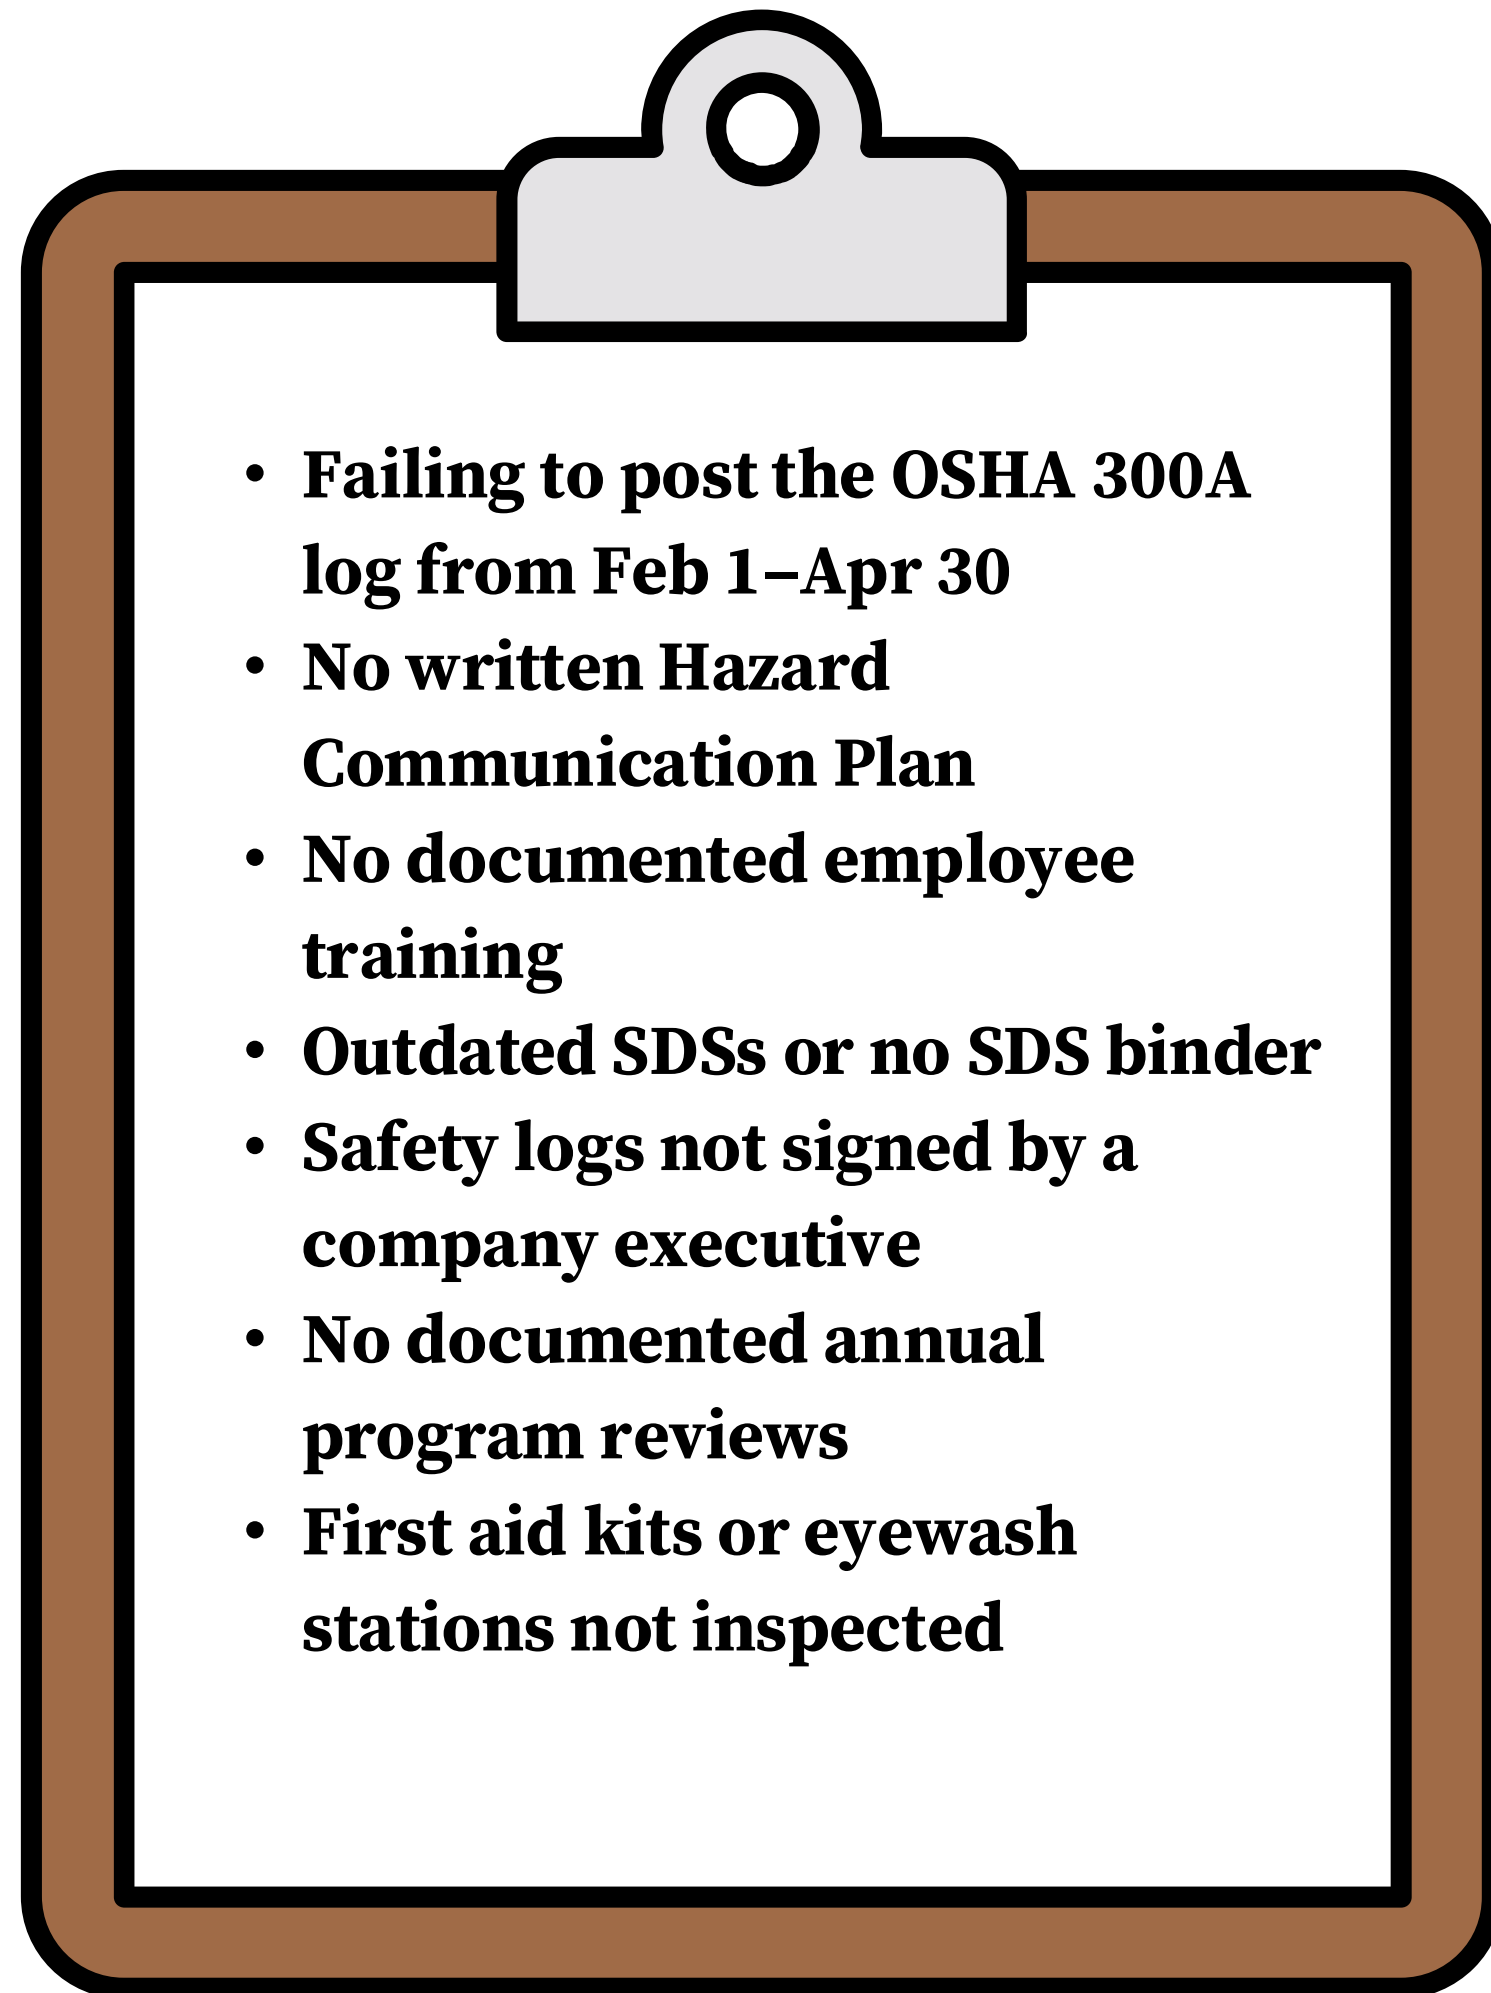 • Failing to post the OSHA 300A
log from Feb 1–Apr 30
• No written Hazard
Communication Plan
• No documented employee
training
• Outdated SDSs or no SDS binder
• Safety logs not signed by a
company executive
• No documented annual
program reviews
• First aid kits or eyewash
stations not inspected